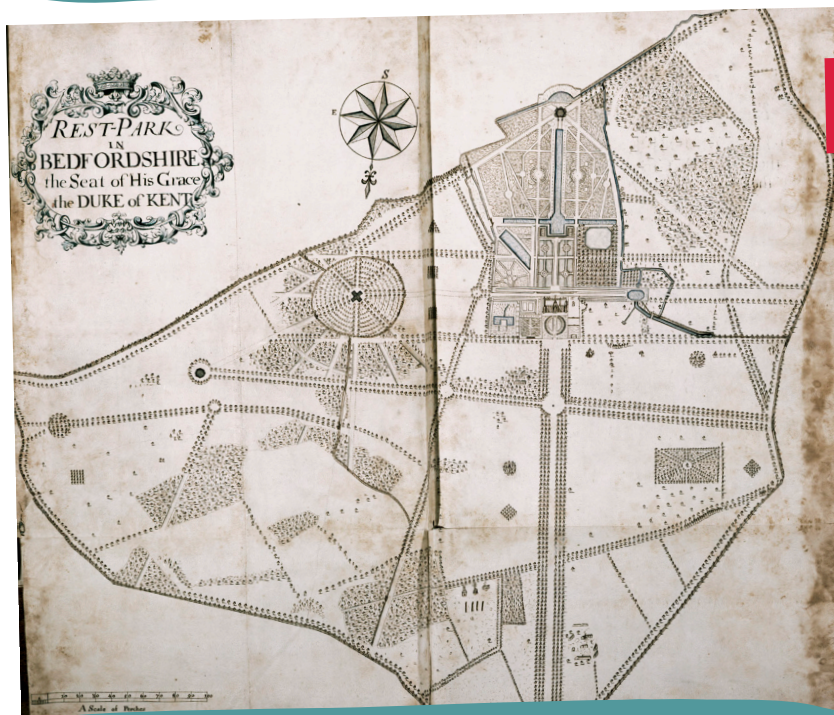 REST-PARK
IN
BEDFORDSHIRE
the Seat of His Grace
the DUKE of KENT
S
E
A Scale of Perches